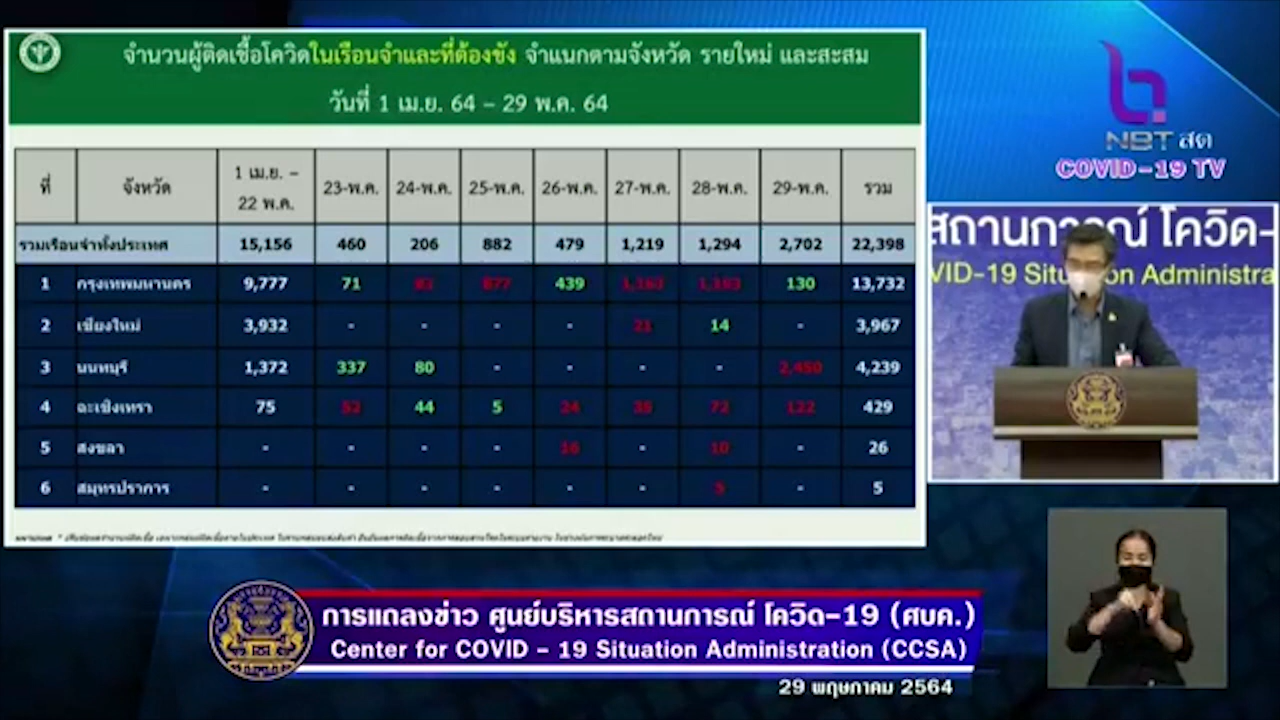 จำนวนผู้ติดเชื้อโควิดในเรือนจำและที่ต้องขัง จำแนกตามจังหวัด รายใหม่ และสะสม
วันที่ 1 เม.ย. 64 – 29 พ.ค. 64
ที่ จังหวัด 1 เม.ย. – 22 พ.ค. 23-พ.ค. 24-พ.ค. 25-พ.ค. 26-พ.ค. 27-พ.ค. 28-พ.ค. 29-พ.ค. รวม
รวมเรือนจำทั้งประเทศ 15,156 460 206 882 479 1,219 1,294 2,702 22,398
1 กรุงเทพมหานคร 9,777 71 82 877 439 1,163 1,193 130 13,732
2 เชียงใหม่ 3,932 - - - - 21 14 - 3,967
3 นนทบุรี 1,372 337 80 - - - - 2,450 4,239
4 ฉะเชิงเทรา 75 52 44 5 24 35 72 122 429
5 สงขลา - - - - 16 - 10 - 26
6 สมุทรปราการ - - - - - - 5 - 5
NBT สด
COVID-19 TV
สถานการณ์ โควิด-
VID-19 Situation Administra
การแถลงข่าว ศูนย์บริหารสถานการณ์ โควิด-19 (ศบค.)
Center for COVID - 19 Situation Administration (CCSA)
29 พฤษภาคม 2564